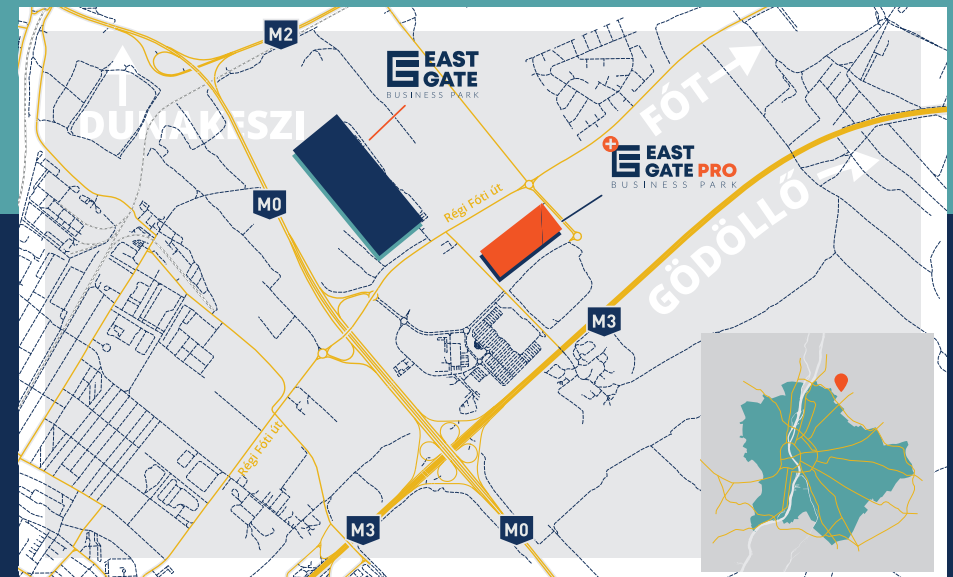 M2
EAST
GATE
BUSINESS PARK
DUNAKESZI
FÓT
EAST
GATE PRO
BUSINESS PARK
M0
Régi Fóti út
GÖDÖLLŐ
M3
Régi Fóti út
M3
M0